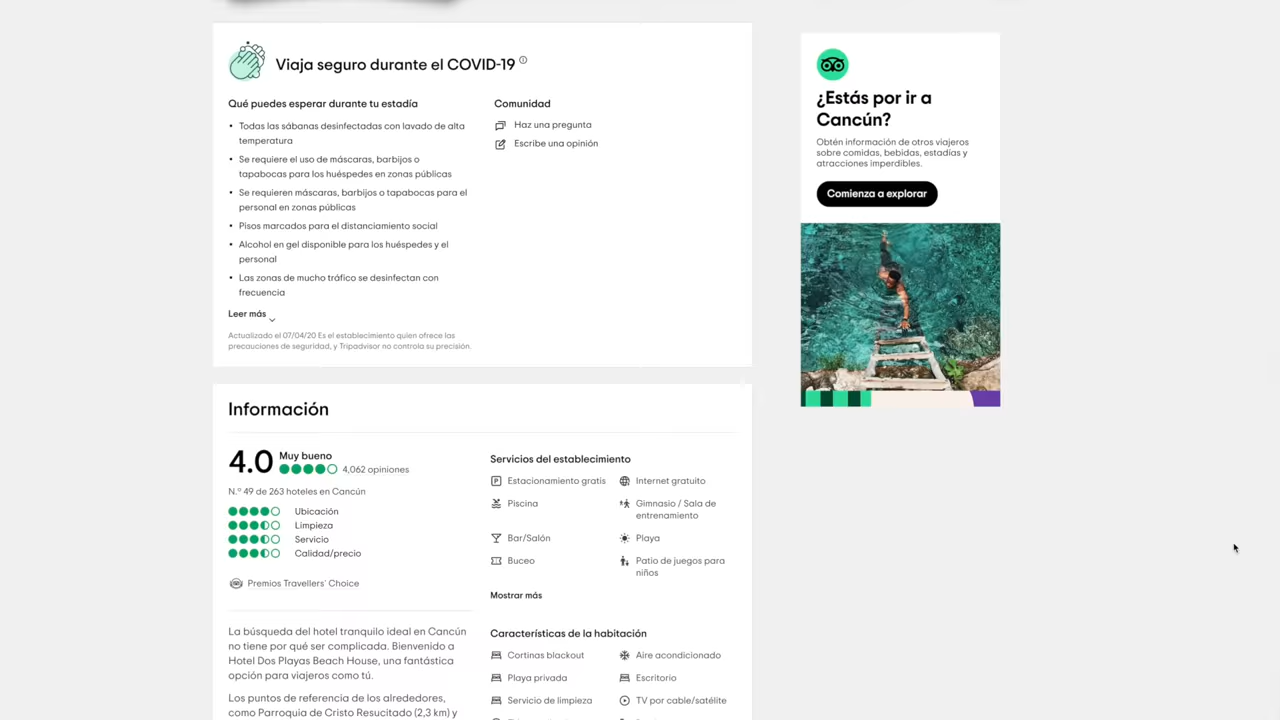 Viaja seguro durante el COVID-19
Qué puedes esperar durante tu estadía
• Todas las sábanas desinfectadas con lavado de alta
temperatura
• Se requiere el uso de máscaras, barbijos o
tapabocas para los huéspedes en zonas públicas
• Se requieren máscaras, barbijos o tapabocas para el
personal en zonas públicas
• Pisos marcados para el distanciamiento social
• Alcohol en gel disponible para los huéspedes y el
personal
• Las zonas de mucho tráfico se desinfectan con
frecuencia
Leer más
Actualizado el 07/04/20 Es el establecimiento quien ofrece las
precauciones de seguridad, y Tripadvisor no controla su precisión.
Comunidad
Haz una pregunta
Escribe una opinión
¿Estás por ir a
Cancún?
Obtén información de otros viajeros
sobre comidas, bebidas, estadías y
atracciones imperdibles.
Comienza a explorar
Información
4.0
Muy bueno
4,062 opiniones
N.º 49 de 263 hoteles en Cancún
Ubicación
Limpieza
Servicio
Calidad/precio
Premios Travellers' Choice
La búsqueda del hotel tranquilo ideal en Cancún
no tiene por qué ser complicada. Bienvenido a
Hotel Dos Playas Beach House, una fantástica
opción para viajeros como tú.
Los puntos de referencia de los alrededores,
como Parroquia de Cristo Resucitado (2,3 km) y
Servicios del establecimiento
Estacionamiento gratis
Internet gratuito
Piscina
Gimnasio / Sala de
entrenamiento
Bar/Salón
Playa
Buceo
Patio de juegos para
niños
Mostrar más
Características de la habitación
Cortinas blackout
Aire acondicionado
Playa privada
Escritorio
Servicio de limpieza
TV por cable/satélite